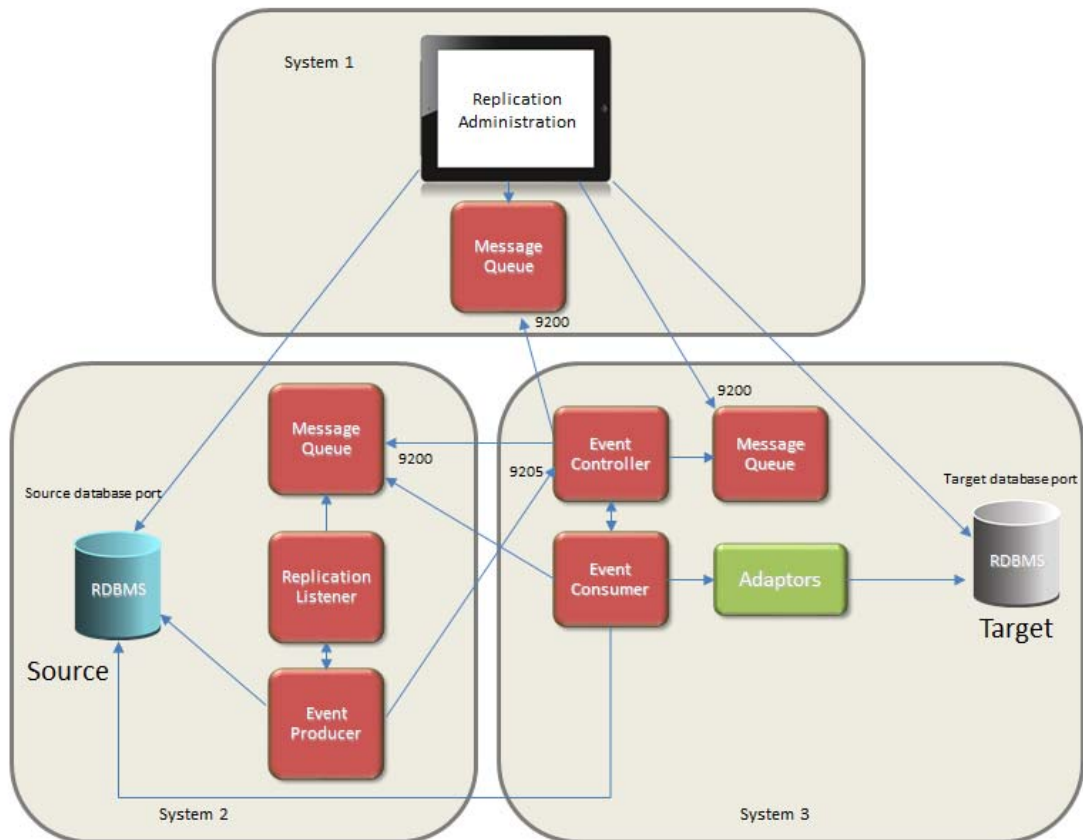 System 1
Replication
Administration
Message
Queue
9200
Message
Queue
9200
Source database port
RDBMS
Source
Replication
Listener
Event
Producer
System 2
9200
Event
Controller
9205
Message
Queue
Target database port
RDBMS
Target
Event
Consumer
Adaptors
System 3